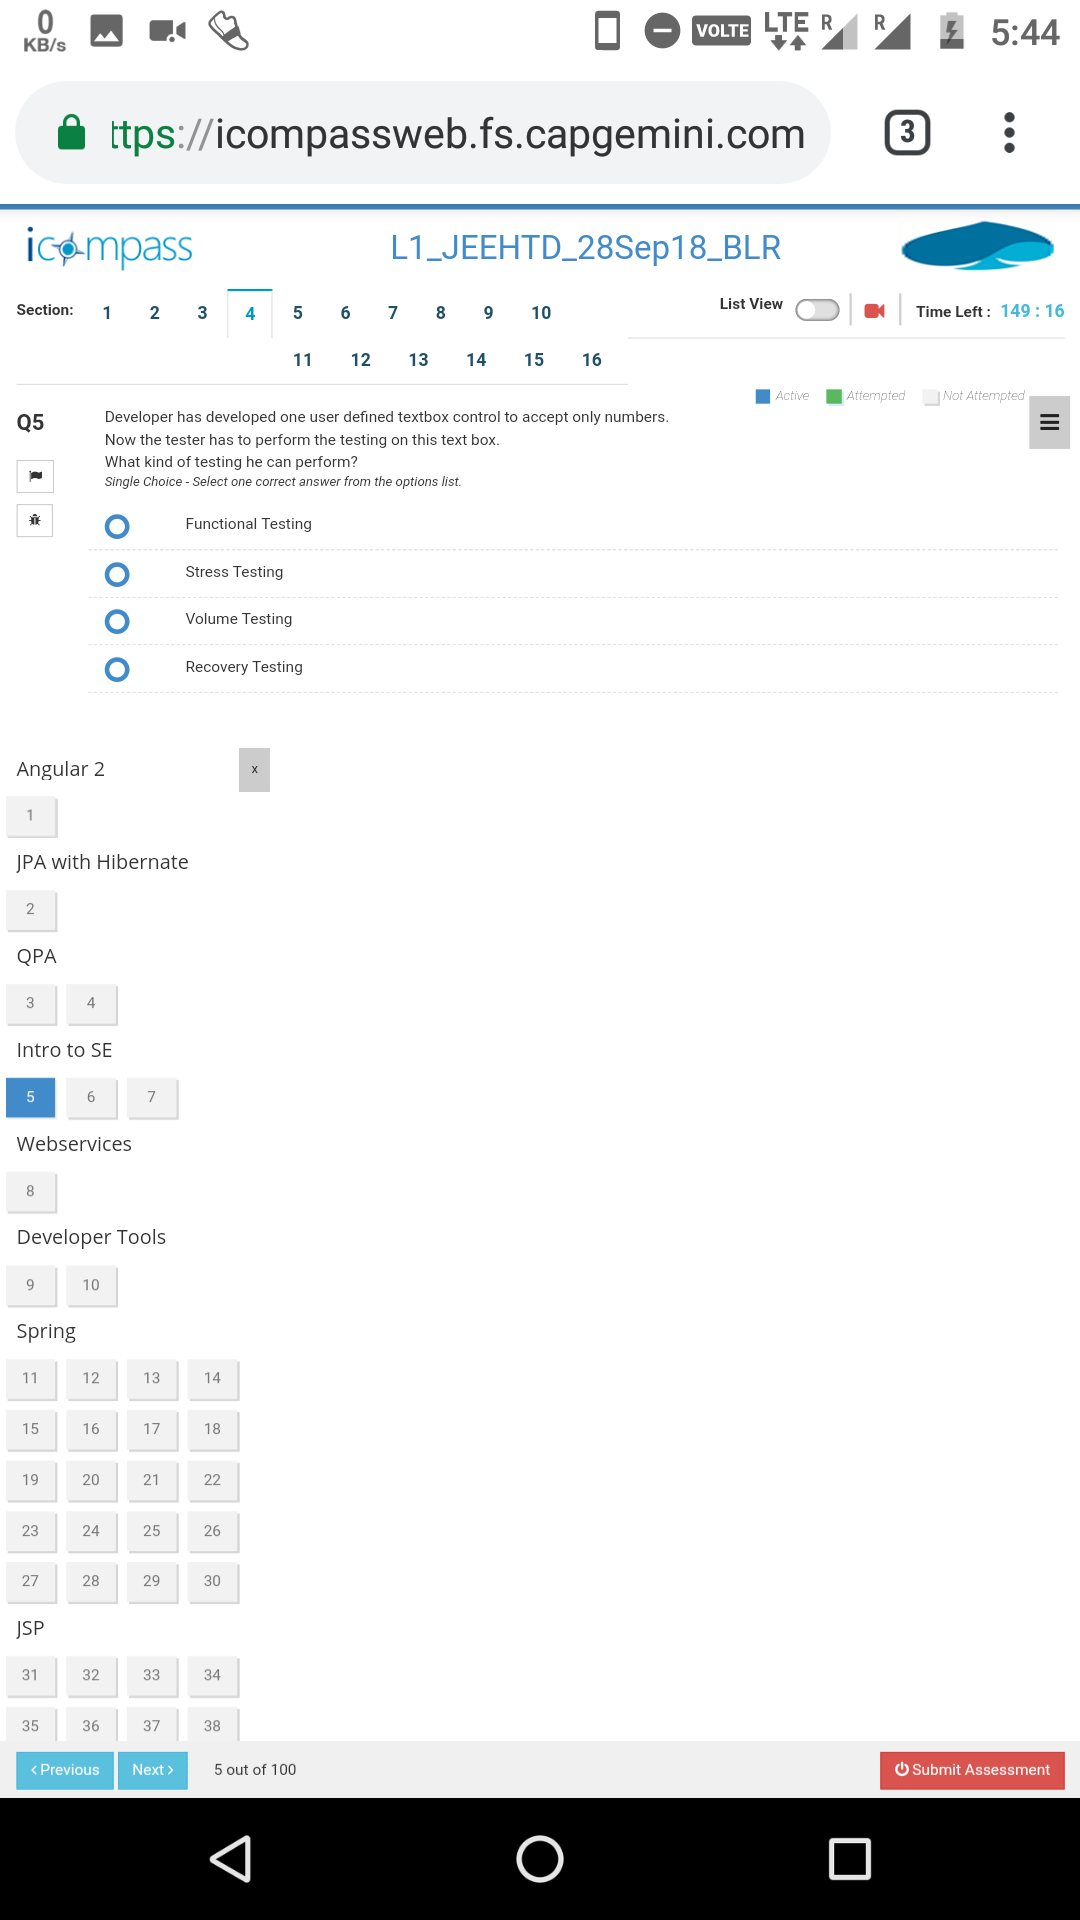 0
KB/s
VOLTE
LTE
R
R
5:44
ttps://icompassweb.fs.capgemini.com
3
icompass
L1_JEEHTD_28Sep18_BLR
Section:
1 2 3 4 5 6 7 8 9 10
List View
Time Left : 149 : 16
11 12 13 14 15 16
Active Attempted Not Attempted
Q5
Developer has developed one user defined textbox control to accept only numbers.
Now the tester has to perform the testing on this text box.
What kind of testing he can perform?
Single Choice - Select one correct answer from the options list.
Functional Testing
Stress Testing
Volume Testing
Recovery Testing
Angular 2
x
1
JPA with Hibernate
2
QPA
3 4
Intro to SE
5 6 7
Webservices
8
Developer Tools
9 10
Spring
11 12 13 14
15 16 17 18
19 20 21 22
23 24 25 26
27 28 29 30
JSP
31 32 33 34
35 36 37 38
Previous
Next
5 out of 100
Submit Assessment